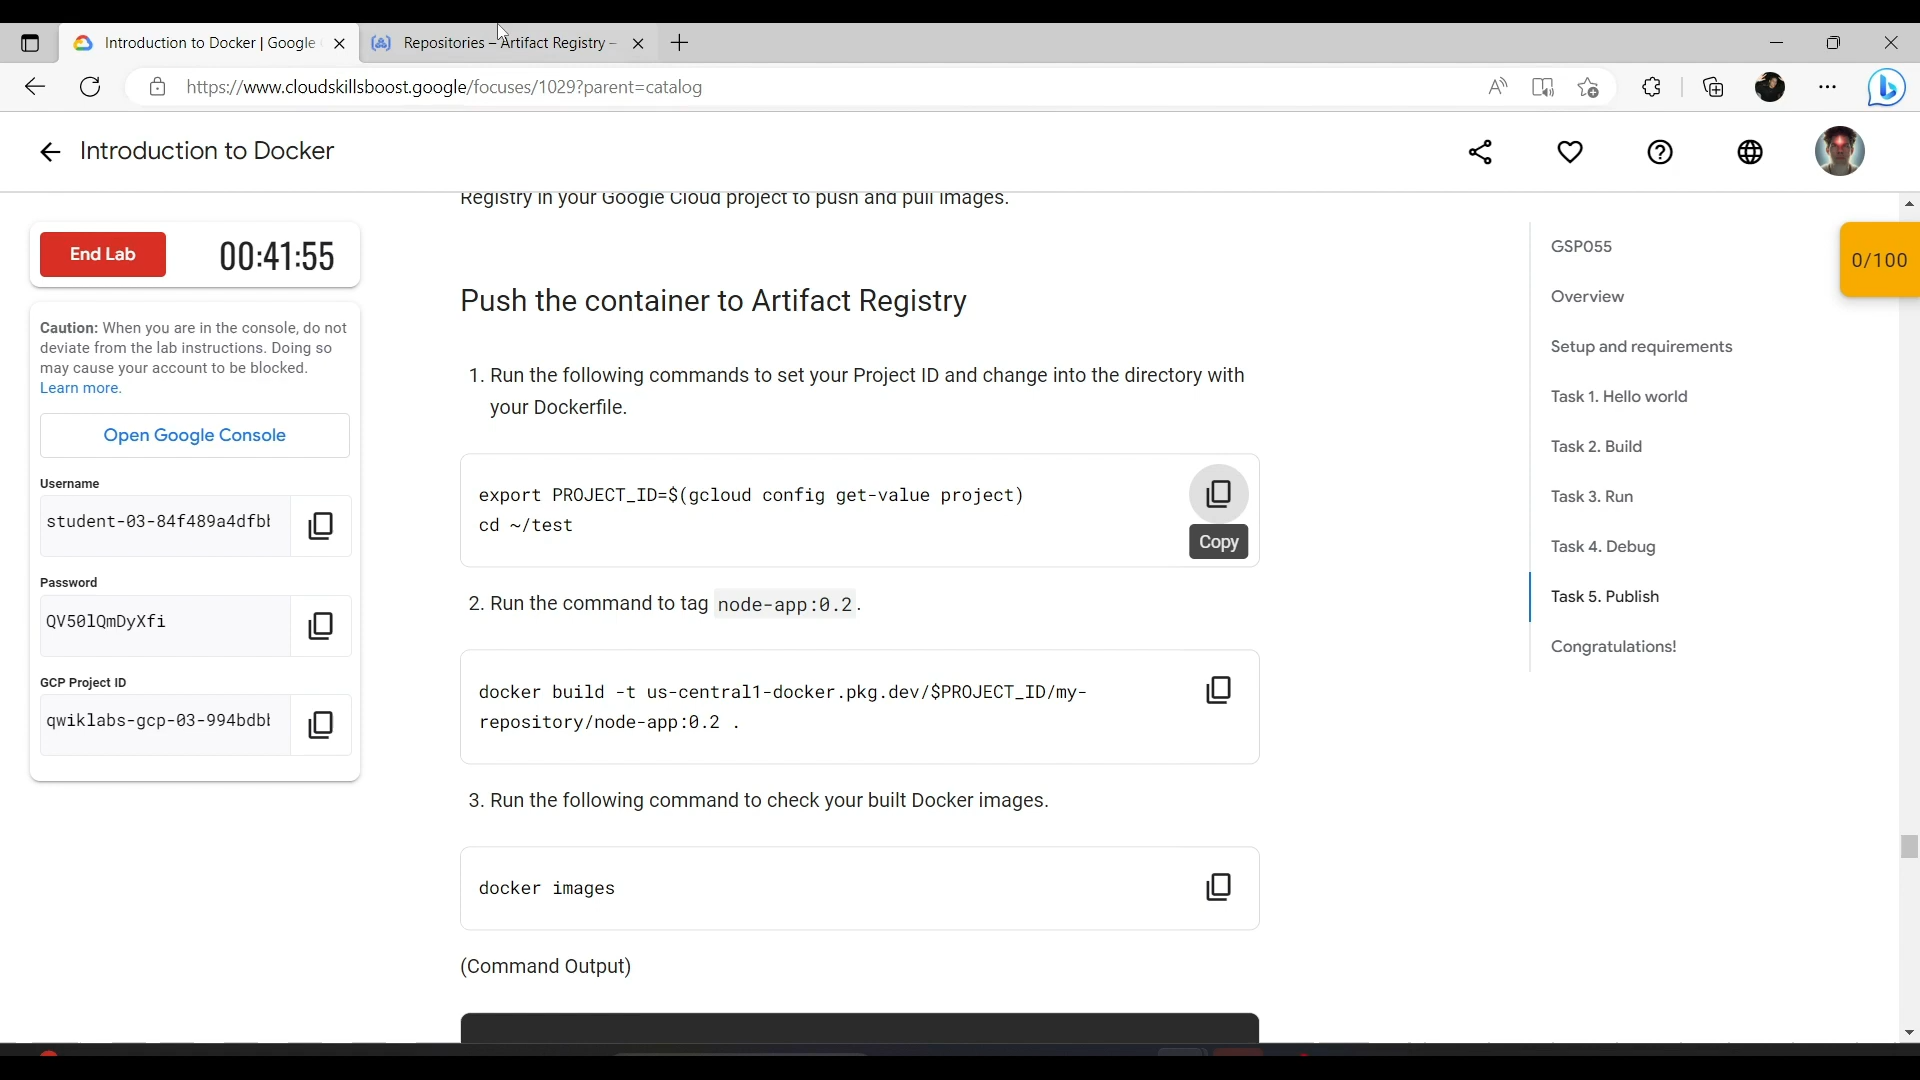 Introduction to Docker | Google
Repositories – Artifact Registry –
https://www.cloudskillsboost.google/focuses/1029?parent=catalog
Introduction to Docker
Registry in your Google Cloud project to push and pull images.
End Lab
00:41:55
Caution: When you are in the console, do not
deviate from the lab instructions. Doing so
may cause your account to be blocked.
Learn more.
Open Google Console
Username
student-03-84f489a4dfbb
Password
QV50lQmDyXfi
GCP Project ID
qwiklabs-gcp-03-994bdbb
Push the container to Artifact Registry
1. Run the following commands to set your Project ID and change into the directory with
your Dockerfile.
export PROJECT_ID=$(gcloud config get-value project)
cd ~/test
Copy
2. Run the command to tag node-app:0.2.
docker build -t us-central1-docker.pkg.dev/$PROJECT_ID/my-
repository/node-app:0.2 .
3. Run the following command to check your built Docker images.
docker images
(Command Output)
GSP055
Overview
Setup and requirements
Task 1. Hello world
Task 2. Build
Task 3. Run
Task 4. Debug
Task 5. Publish
Congratulations!
0/100